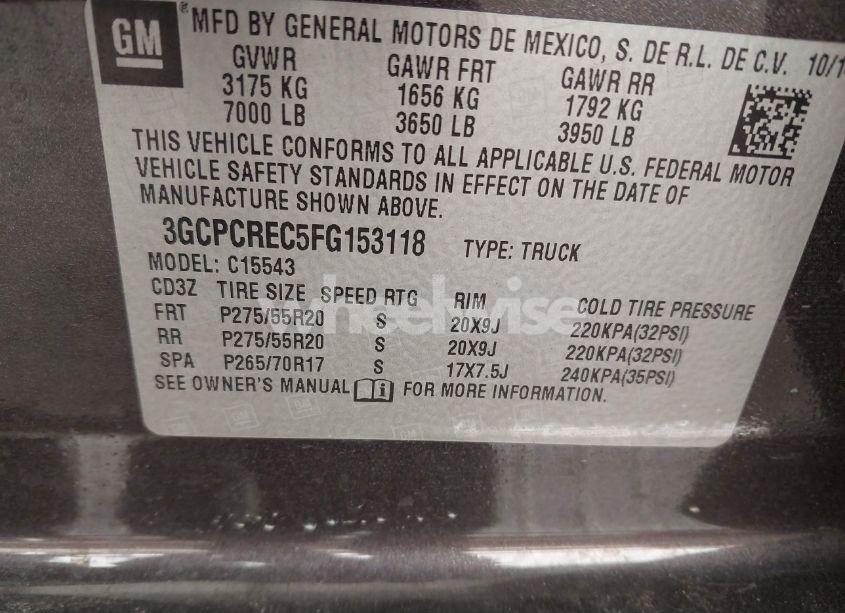 GM ® MFD BY GENERAL MOTORS DE MEXICO, S. DE R.L. DE C.V. 10/1
GVWR GAWR FRT GAWR RR
3175 KG 1656 KG 1792 KG
7000 LB 3650 LB 3950 LB
THIS VEHICLE CONFORMS TO ALL APPLICABLE U.S. FEDERAL MOTOR
VEHICLE SAFETY STANDARDS IN EFFECT ON THE DATE OF
MANUFACTURE SHOWN ABOVE.
3GCPCREC5FG153118 TYPE: TRUCK
MODEL: C15543
CD3Z TIRE SIZE SPEED RTG RIM COLD TIRE PRESSURE
FRT P275/55R20 S 20X9J 220KPA(32PSI)
RR P275/55R20 S 20X9J 220KPA(32PSI)
SPA P265/70R17 S 17X7.5J 240KPA(35PSI)
SEE OWNER'S MANUAL i FOR MORE INFORMATION.
wheelwise